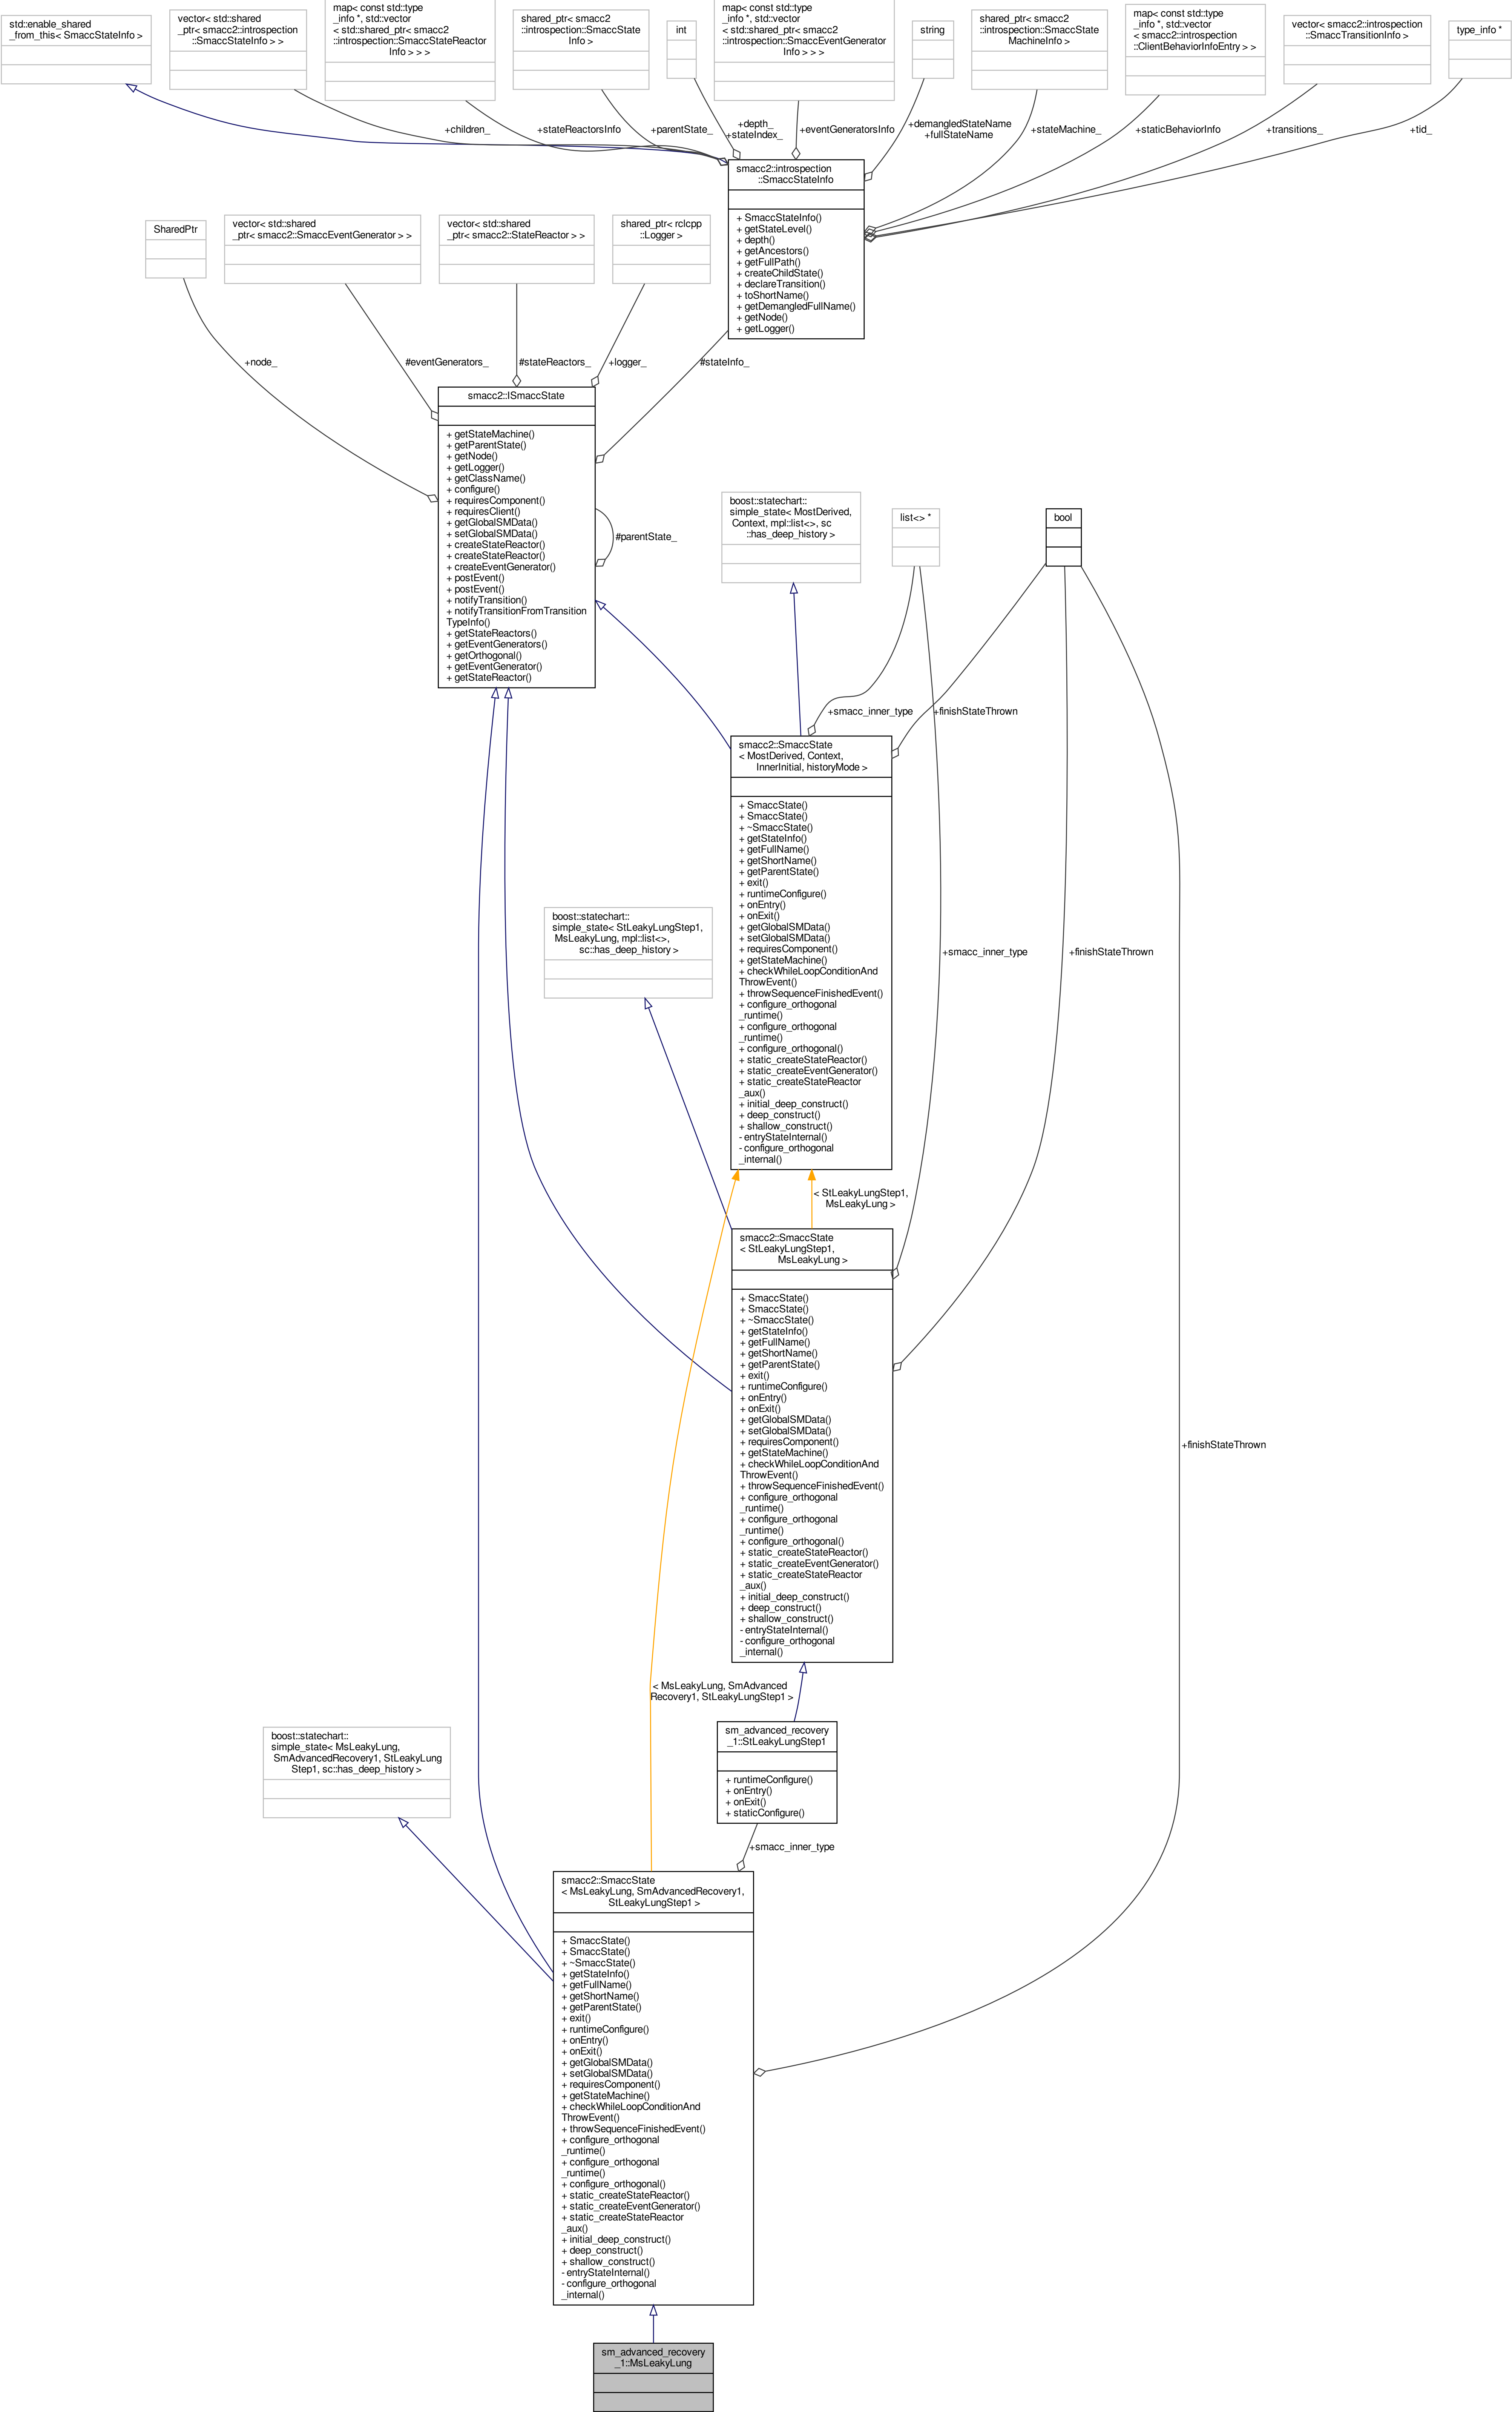 std::enable_shared
_from_this< SmaccStateInfo >
vector< std::shared
_ptr< smacc2::introspection
::SmaccStateInfo > >
map< const std::type
_info *, std::vector
< std::shared_ptr< smacc2
::introspection::SmaccStateReactor
Info > > >
shared_ptr< smacc2
::introspection::SmaccState
Info >
int
map< const std::type
_info *, std::vector
< std::shared_ptr< smacc2
::introspection::SmaccEventGenerator
Info > > >
string
shared_ptr< smacc2
::introspection::SmaccState
MachineInfo >
map< const std::type
_info *, std::vector
< smacc2::introspection
::ClientBehaviorInfoEntry > >
vector< smacc2::introspection
::SmaccTransitionInfo >
type_info *
+children_
+stateReactorsInfo
+parentState_
+depth_
+stateIndex_
+eventGeneratorsInfo
+demangledStateName
+fullStateName
+stateMachine_
+staticBehaviorInfo
+transitions_
+tid_
smacc2::introspection
::SmaccStateInfo
+ SmaccStateInfo()
+ getStateLevel()
+ depth()
+ getAncestors()
+ getFullPath()
+ createChildState()
+ declareTransition()
+ toShortName()
+ getDemangledFullName()
+ getNode()
+ getLogger()
SharedPtr
vector< std::shared
_ptr< smacc2::SmaccEventGenerator > >
vector< std::shared
_ptr< smacc2::StateReactor > >
shared_ptr< rclcpp
::Logger >
+node_
#eventGenerators_
#stateReactors_
+logger_
#stateInfo_
smacc2::ISmaccState
+ getStateMachine()
+ getParentState()
+ getNode()
+ getLogger()
+ getClassName()
+ configure()
+ requiresComponent()
+ requiresClient()
+ getGlobalSMData()
+ setGlobalSMData()
+ createStateReactor()
+ createStateReactor()
+ createEventGenerator()
+ postEvent()
+ postEvent()
+ notifyTransition()
+ notifyTransitionFromTransition
TypeInfo()
+ getStateReactors()
+ getEventGenerators()
+ getOrthogonal()
+ getEventGenerator()
+ getStateReactor()
#parentState_
boost::statechart::
simple_state< MostDerived,
Context, mpl::list<>, sc
::has_deep_history >
list<> *
bool
+smacc_inner_type
+finishStateThrown
smacc2::SmaccState
< MostDerived, Context,
InnerInitial, historyMode >
+ SmaccState()
+ SmaccState()
+ ~SmaccState()
+ getStateInfo()
+ getFullName()
+ getShortName()
+ getParentState()
+ exit()
+ runtimeConfigure()
+ onEntry()
+ onExit()
+ getGlobalSMData()
+ setGlobalSMData()
+ requiresComponent()
+ getStateMachine()
+ checkWhileLoopConditionAnd
ThrowEvent()
+ throwSequenceFinishedEvent()
+ configure_orthogonal
_runtime()
+ configure_orthogonal
_runtime()
+ configure_orthogonal()
+ static_createStateReactor()
+ static_createEventGenerator()
+ static_createStateReactor
_aux()
+ initial_deep_construct()
+ deep_construct()
+ shallow_construct()
- entryStateInternal()
- configure_orthogonal
_internal()
boost::statechart::
simple_state< StLeakyLungStep1,
MsLeakyLung, mpl::list<>,
sc::has_deep_history >
+smacc_inner_type
+finishStateThrown
< StLeakyLungStep1,
MsLeakyLung >
smacc2::SmaccState
< StLeakyLungStep1,
MsLeakyLung >
+ SmaccState()
+ SmaccState()
+ ~SmaccState()
+ getStateInfo()
+ getFullName()
+ getShortName()
+ getParentState()
+ exit()
+ runtimeConfigure()
+ onEntry()
+ onExit()
+ getGlobalSMData()
+ setGlobalSMData()
+ requiresComponent()
+ getStateMachine()
+ checkWhileLoopConditionAnd
ThrowEvent()
+ throwSequenceFinishedEvent()
+ configure_orthogonal
_runtime()
+ configure_orthogonal
_runtime()
+ configure_orthogonal()
+ static_createStateReactor()
+ static_createEventGenerator()
+ static_createStateReactor
_aux()
+ initial_deep_construct()
+ deep_construct()
+ shallow_construct()
- entryStateInternal()
- configure_orthogonal
_internal()
+finishStateThrown
< MsLeakyLung, SmAdvanced
Recovery1, StLeakyLungStep1 >
boost::statechart::
simple_state< MsLeakyLung,
SmAdvancedRecovery1, StLeakyLung
Step1, sc::has_deep_history >
sm_advanced_recovery
_1::StLeakyLungStep1
+ runtimeConfigure()
+ onEntry()
+ onExit()
+ staticConfigure()
+smacc_inner_type
smacc2::SmaccState
< MsLeakyLung, SmAdvancedRecovery1,
StLeakyLungStep1 >
+ SmaccState()
+ SmaccState()
+ ~SmaccState()
+ getStateInfo()
+ getFullName()
+ getShortName()
+ getParentState()
+ exit()
+ runtimeConfigure()
+ onEntry()
+ onExit()
+ getGlobalSMData()
+ setGlobalSMData()
+ requiresComponent()
+ getStateMachine()
+ checkWhileLoopConditionAnd
ThrowEvent()
+ throwSequenceFinishedEvent()
+ configure_orthogonal
_runtime()
+ configure_orthogonal
_runtime()
+ configure_orthogonal()
+ static_createStateReactor()
+ static_createEventGenerator()
+ static_createStateReactor
_aux()
+ initial_deep_construct()
+ deep_construct()
+ shallow_construct()
- entryStateInternal()
- configure_orthogonal
_internal()
sm_advanced_recovery
_1::MsLeakyLung